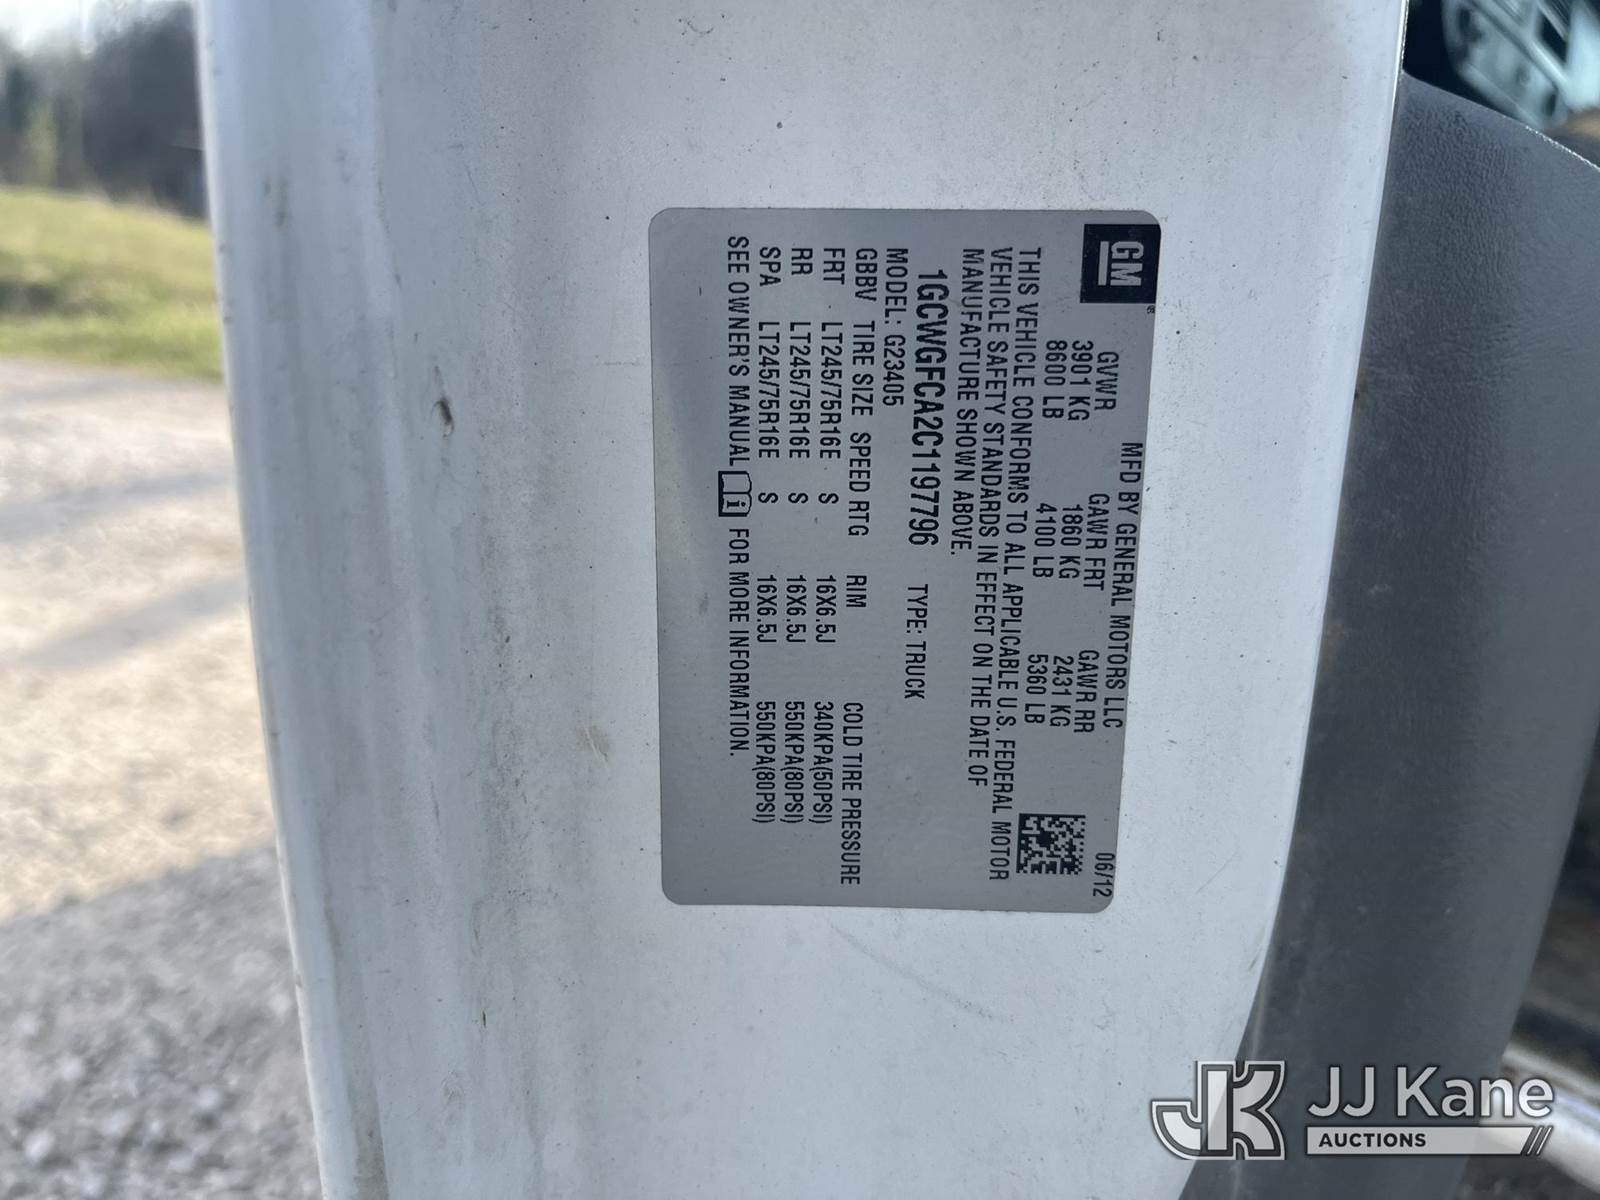 GM
MFD BY GENERAL MOTORS LLC 06/12
GVWR GAWR FRT GAWR RR
3901 KG 1860 KG 2431 KG
8600 LB 4100 LB 5360 LB
THIS VEHICLE CONFORMS TO ALL APPLICABLE U.S. FEDERAL MOTOR
VEHICLE SAFETY STANDARDS IN EFFECT ON THE DATE OF
MANUFACTURE SHOWN ABOVE.
1GCWGFCA2C1197796 TYPE: TRUCK
MODEL: G23405
GBBV TIRE SIZE SPEED RTG RIM COLD TIRE PRESSURE
FRT LT245/75R16E S 16X6.5J 340KPA(50PSI)
RR LT245/75R16E S 16X6.5J 550KPA(80PSI)
SPA LT245/75R16E S 16X6.5J 550KPA(80PSI)
SEE OWNER'S MANUAL i FOR MORE INFORMATION.
JK JJ Kane
AUCTIONS